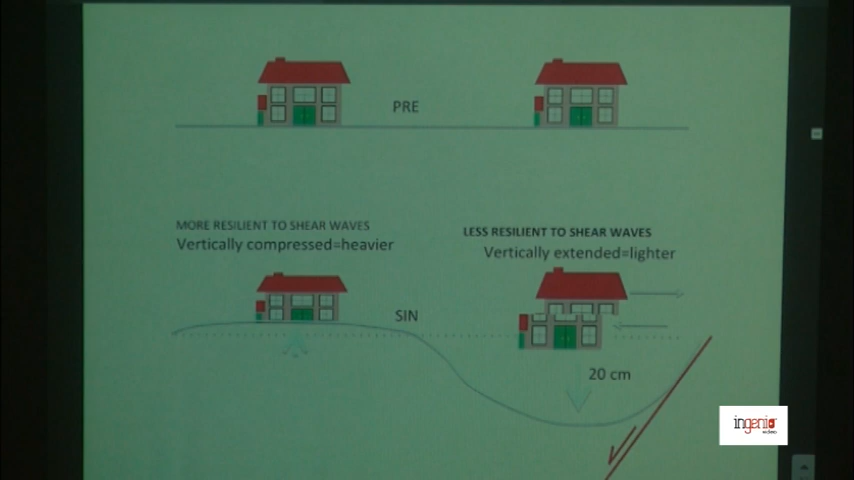 PRE
MORE RESILIENT TO SHEAR WAVES
Vertically compressed=heavier
LESS RESILIENT TO SHEAR WAVES
Vertically extended=lighter
SIN
20 cm
ingenio